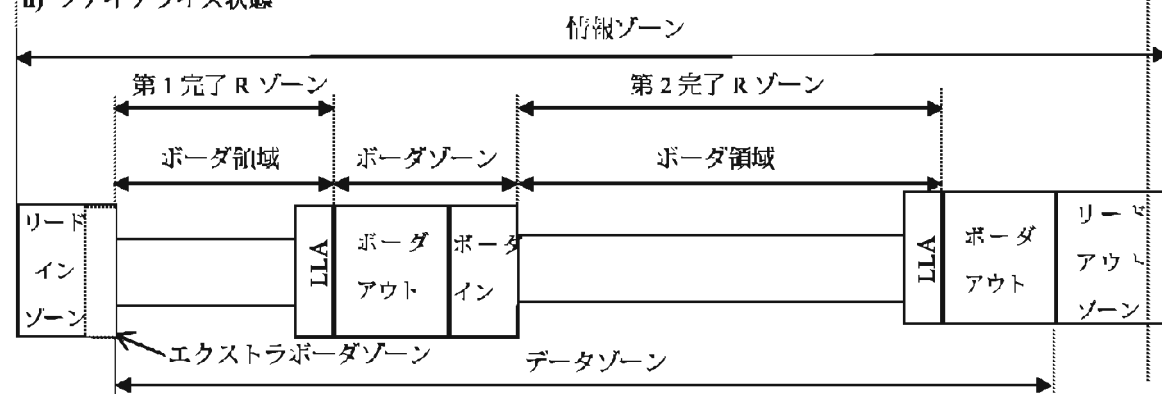 情報ゾーン
第1完了 R ゾーン
第2完了 R ゾーン
ボーダ領域
ボーダゾーン
ボーダ領域
リード
イン
ゾーン
LLA
ボーダ
アウト
ボーダ
イン
LLA
ボーダ
アウト
リード
アウト
ゾーン
エクストラボーダゾーン
データゾーン